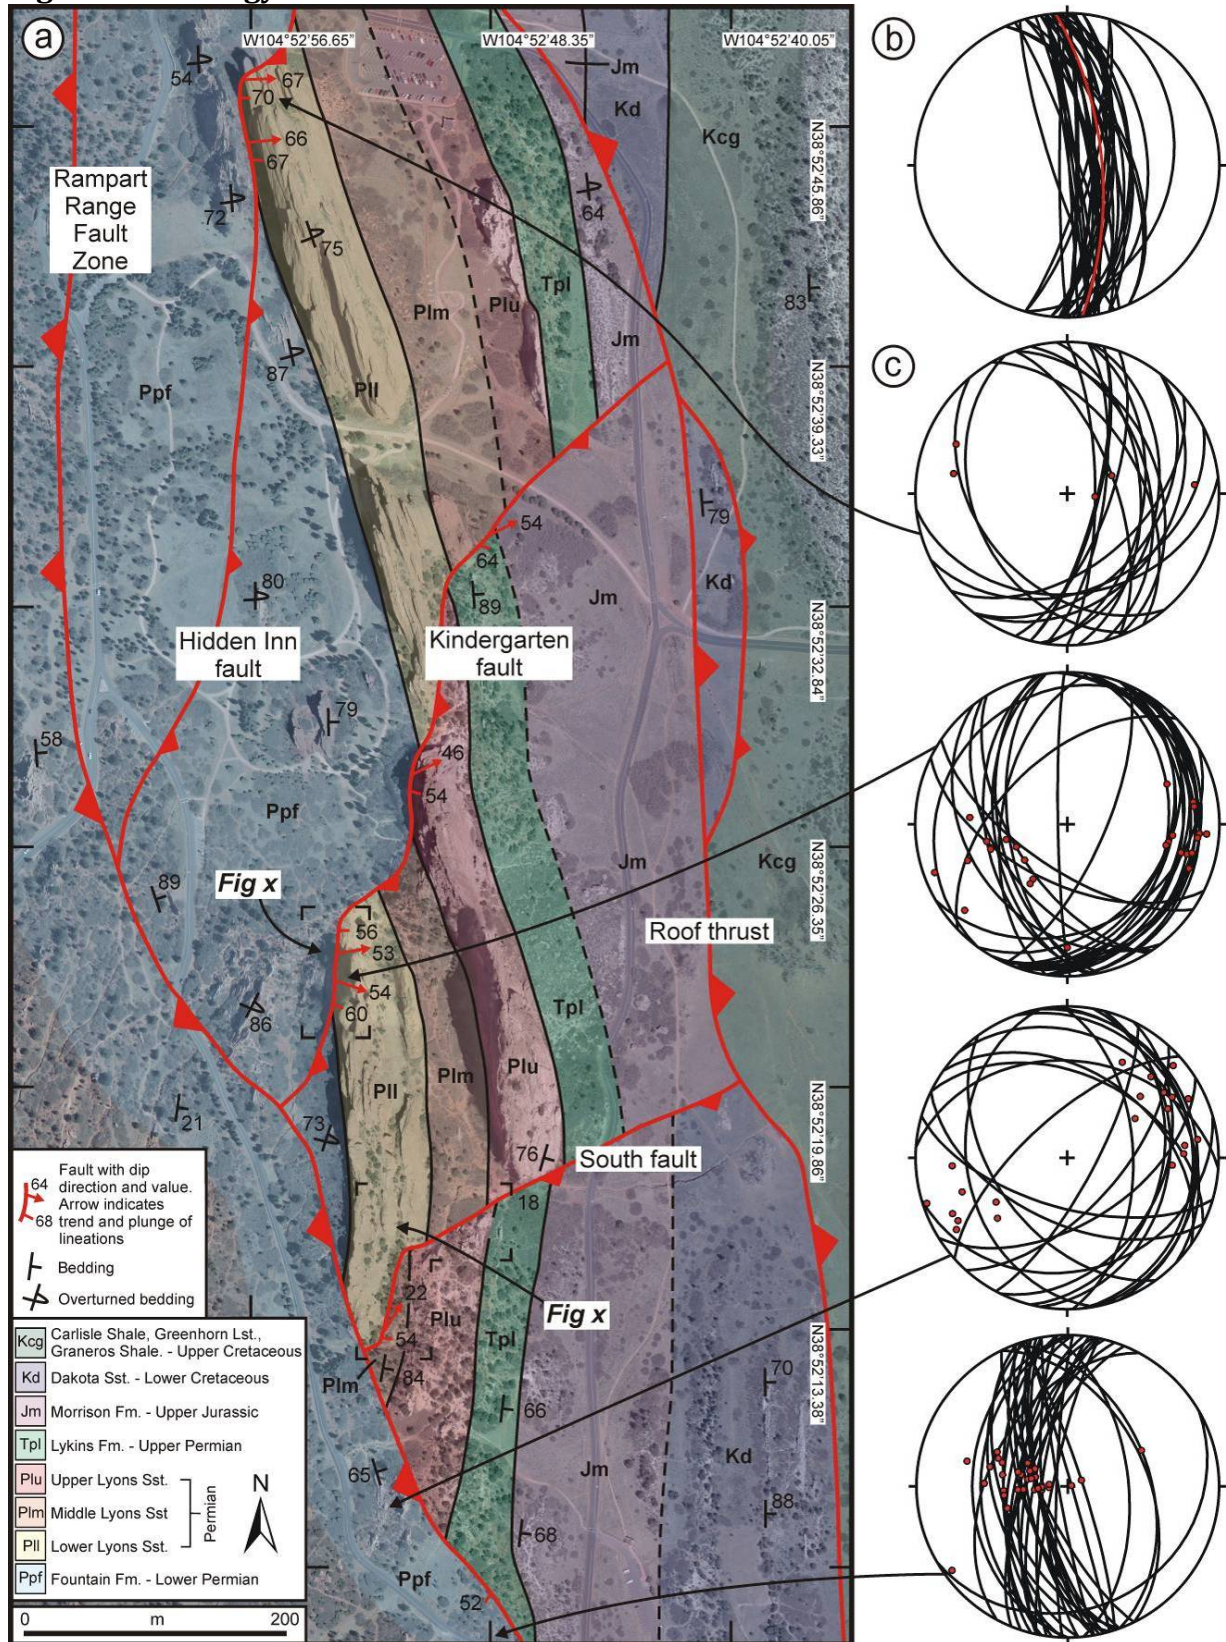 a
W104°52'56.65"
W104°52'48.35"
W104°52'40.05"
b
54
67
70
66
67
72
75
Jm
Kd
Kcg
64
83
N38°52'45.86"
Rampart
Range
Fault
Zone
Ppf
87
Pll
Plm
Plu
Tpl
Jm
c
N38°52'39.33"
79
Kd
54
64
89
Jm
80
N38°52'32.84"
Hidden Inn
fault
Kindergarten
fault
79
58
46
54
Ppf
Jm
Kcg
N38°52'26.35"
Fig x
89
56
53
54
60
86
Roof thrust
Tpl
Pll
Plm
Plu
21
73
76
South fault
N38°52'19.86"
18
64
68
Fault with dip
direction and value.
Arrow indicates
trend and plunge of
lineations
Bedding
Overturned bedding
22
54
Plu
Tpl
Fig x
Plm
84
70
66
N38°52'13.38"
65
Jm
Kd
88
68
Ppf
52
Kcg Carlisle Shale, Greenhorn Lst.,
Graneros Shale. - Upper Cretaceous
Kd Dakota Sst. - Lower Cretaceous
Jm Morrison Fm. - Upper Jurassic
Tpl Lykins Fm. - Upper Permian
Plu Upper Lyons Sst.
Plm Middle Lyons Sst
Pll Lower Lyons Sst.
Permian
Ppf Fountain Fm. - Lower Permian
N
0 m 200